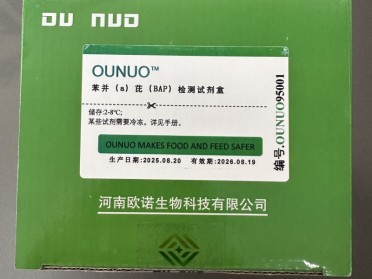 OU NUO
OUNUO™
苯并 (a) 芘 (BAP) 检测试剂盒
储存:2-8℃;
某些试剂需要冷冻。详见手册。
OUNUO MAKES FOOD AND FEED SAFER
生产日期:2025.08.20 有效期:2026.08.19
编号:OUNUO95001
河南欧诺生物科技有限公司